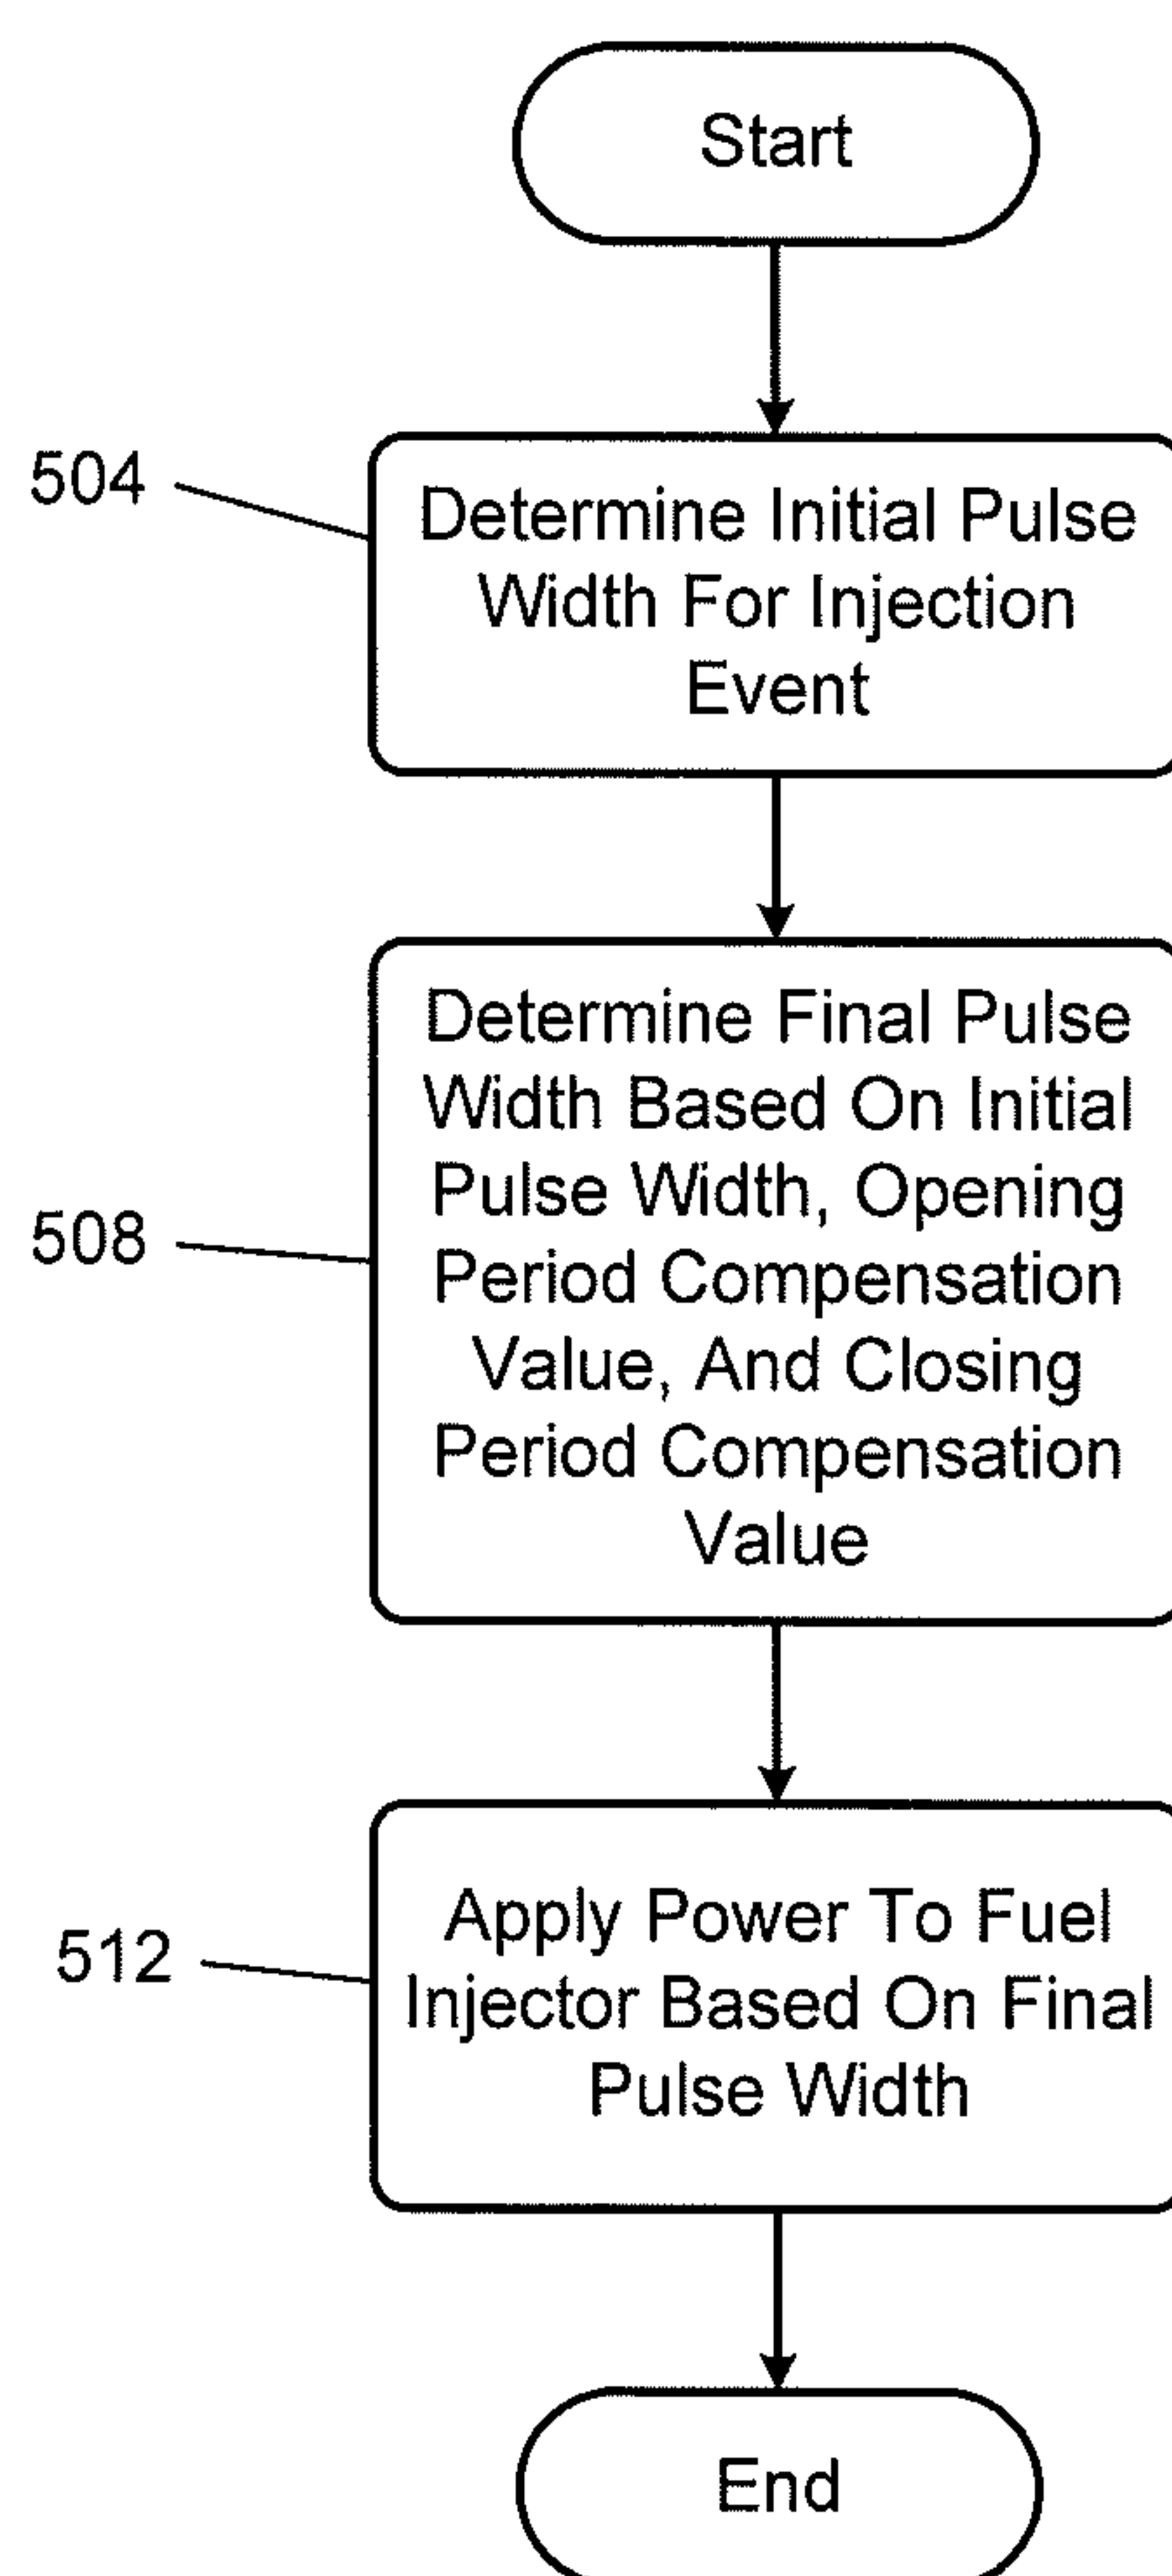 Start
504
Determine Initial Pulse
Width For Injection
Event
508
Determine Final Pulse
Width Based On Initial
Pulse Width, Opening
Period Compensation
Value, And Closing
Period Compensation
Value
512
Apply Power To Fuel
Injector Based On Final
Pulse Width
End